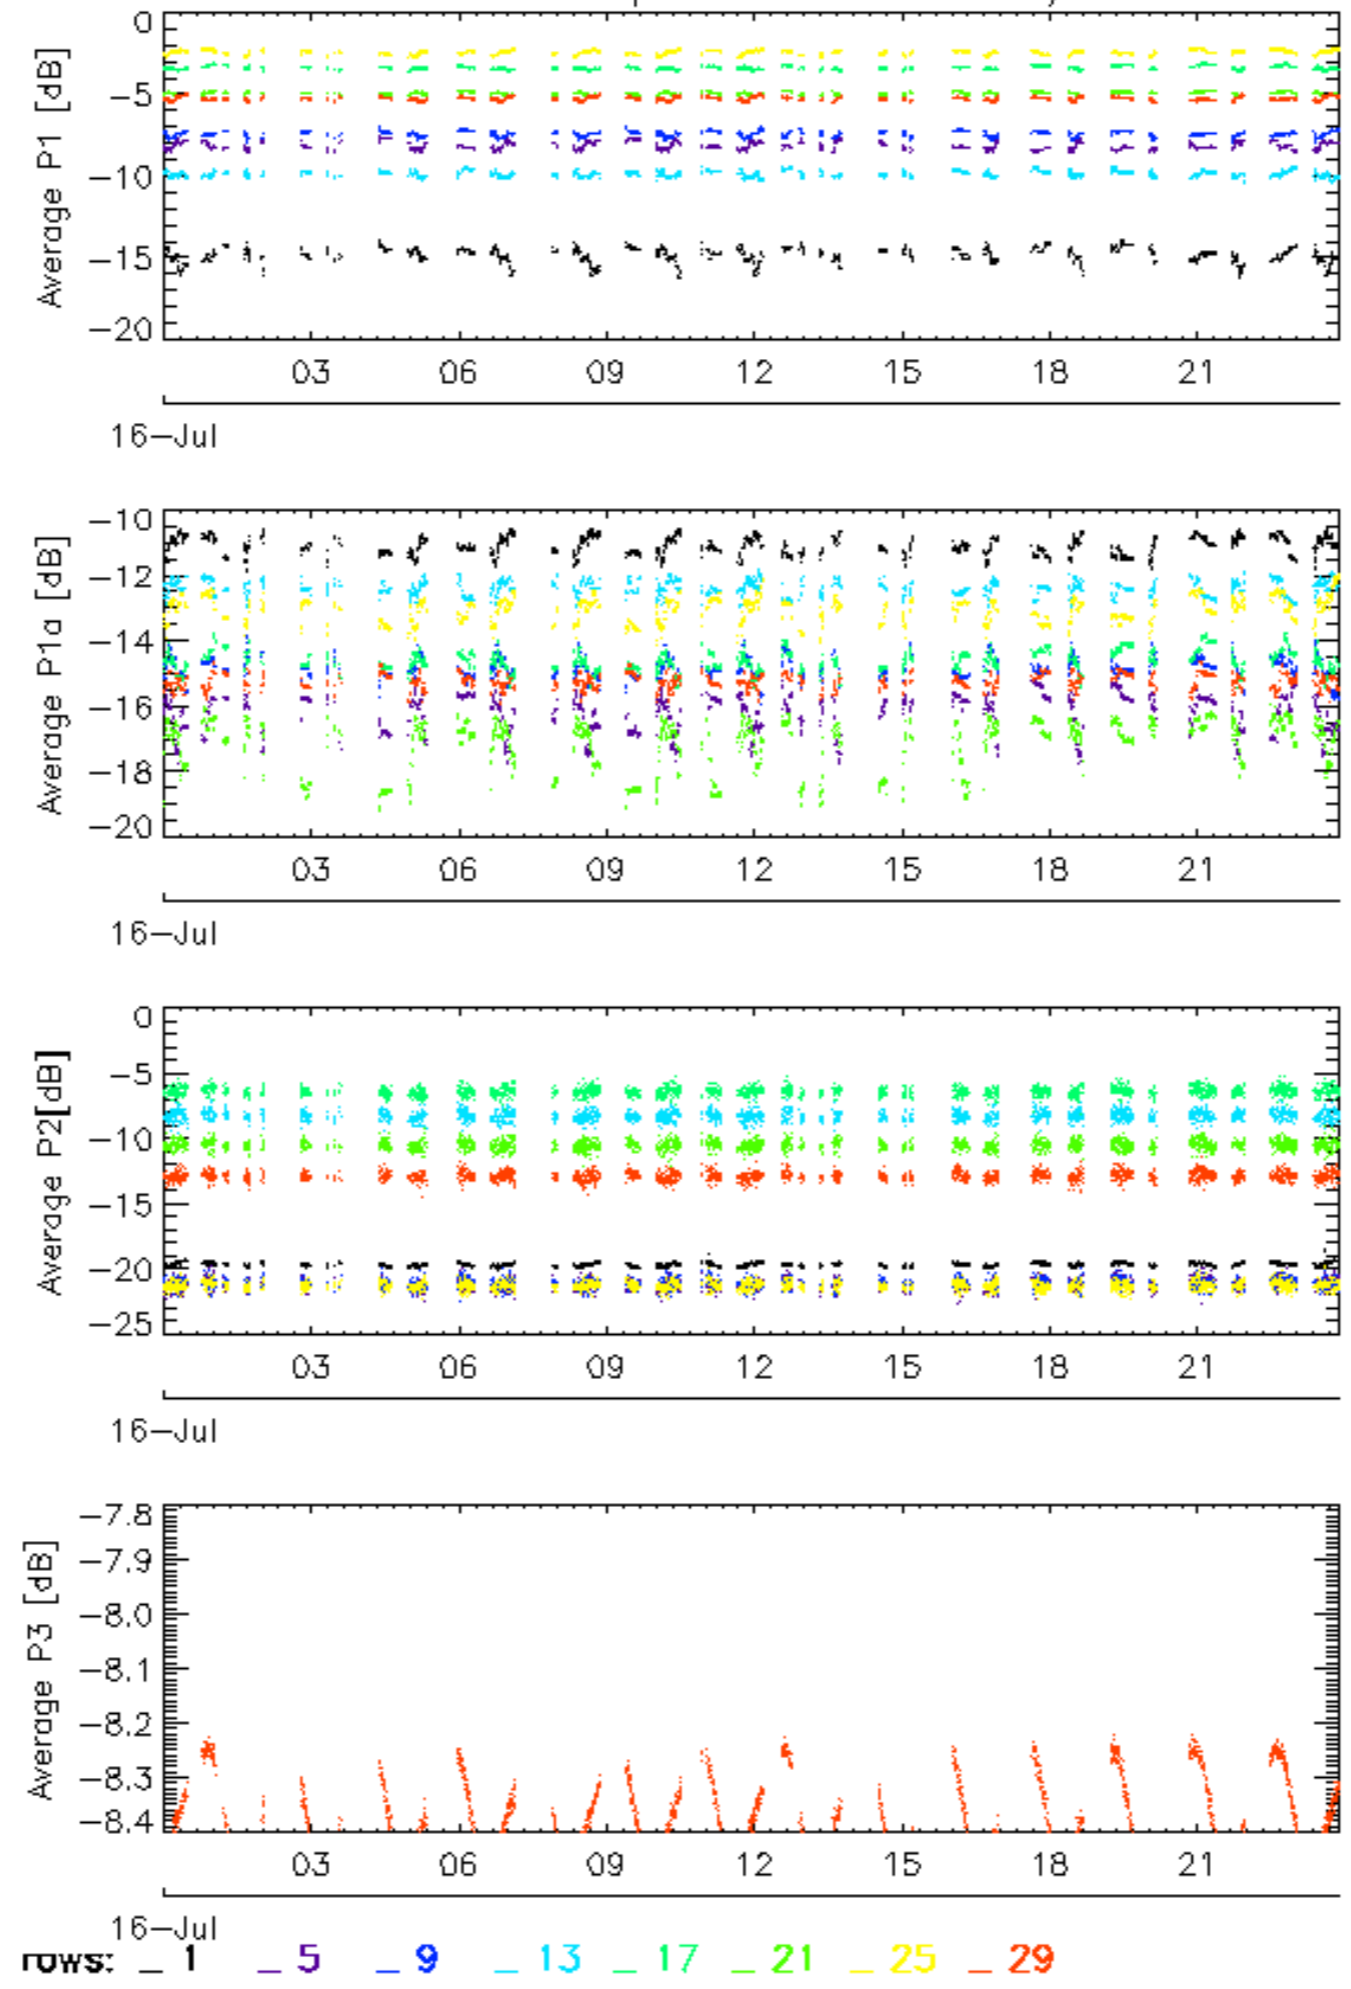 0
−5
−10
−15
−20
Average P1 [dB]
03 06 09 12 15 18 21
16−Jul
−10
−12
−14
−16
−18
−20
Average P1a [dB]
03 06 09 12 15 18 21
16−Jul
0
−5
−10
−15
−20
−25
Average P2[dB]
03 06 09 12 15 18 21
16−Jul
−7.8
−7.9
−8.0
−8.1
−8.2
−8.3
−8.4
Average P3 [dB]
03 06 09 12 15 18 21
16−Jul
rows: _ 1 _ 5 _ 9 _ 13 _ 17 _ 21 _ 25 _ 29